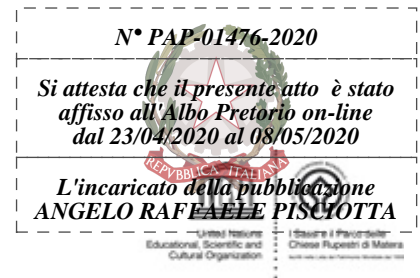 N° PAP-01476-2020
Si attesta che il presente atto è stato
affisso all'Albo Pretorio on-line
dal 23/04/2020 al 08/05/2020
REPVBBLICA ITALIANA
L'incaricato della pubblicazione
ANGELO RAFFAELE PISCIOTTA
United Nations
Educational, Scientific and
Cultural Organization
I Sassi e il Parco delle
Chiese Rupestri di Matera